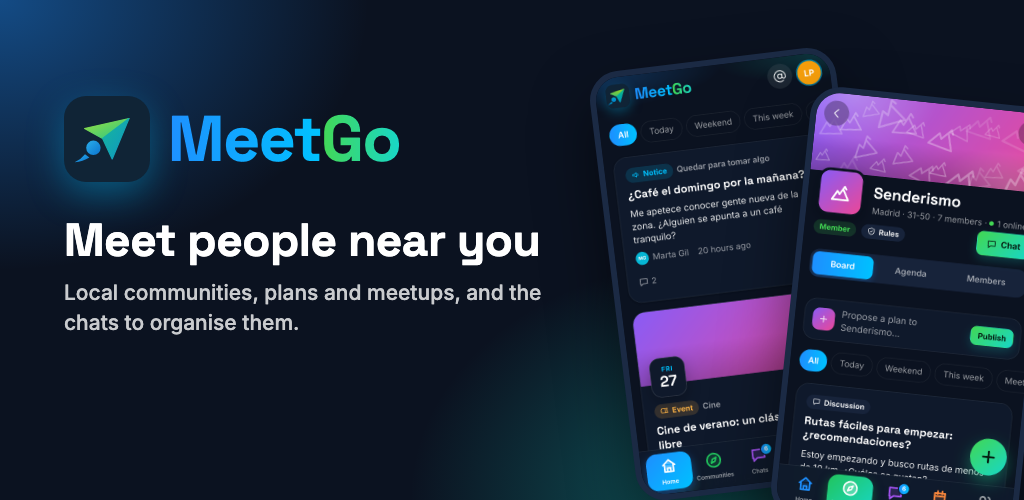 MeetGo
Meet people near you
Local communities, plans and meetups, and the
chats to organise them.
MeetGo
LP
All Today Weekend This week
Notice Quedar para tomar algo
¿Café el domingo por la mañana?
Me apetece conocer gente nueva de la
zona. ¿Alguien se apunta a un café
tranquilo?
MG Marta Gil 20 hours ago
2
FRI
27
Event Cine
Cine de verano: un
libre
Home Communities Chats
Senderismo
Madrid · 31-50 · 7 members · 1 online
Member Rules
Chat
Board Agenda Members
Propose a plan to
Senderismo...
Publish
All Today Weekend This week
Discussion
Rutas fáciles para empezar:
¿recomendaciones?
Estoy empezando y busco rutas de menos